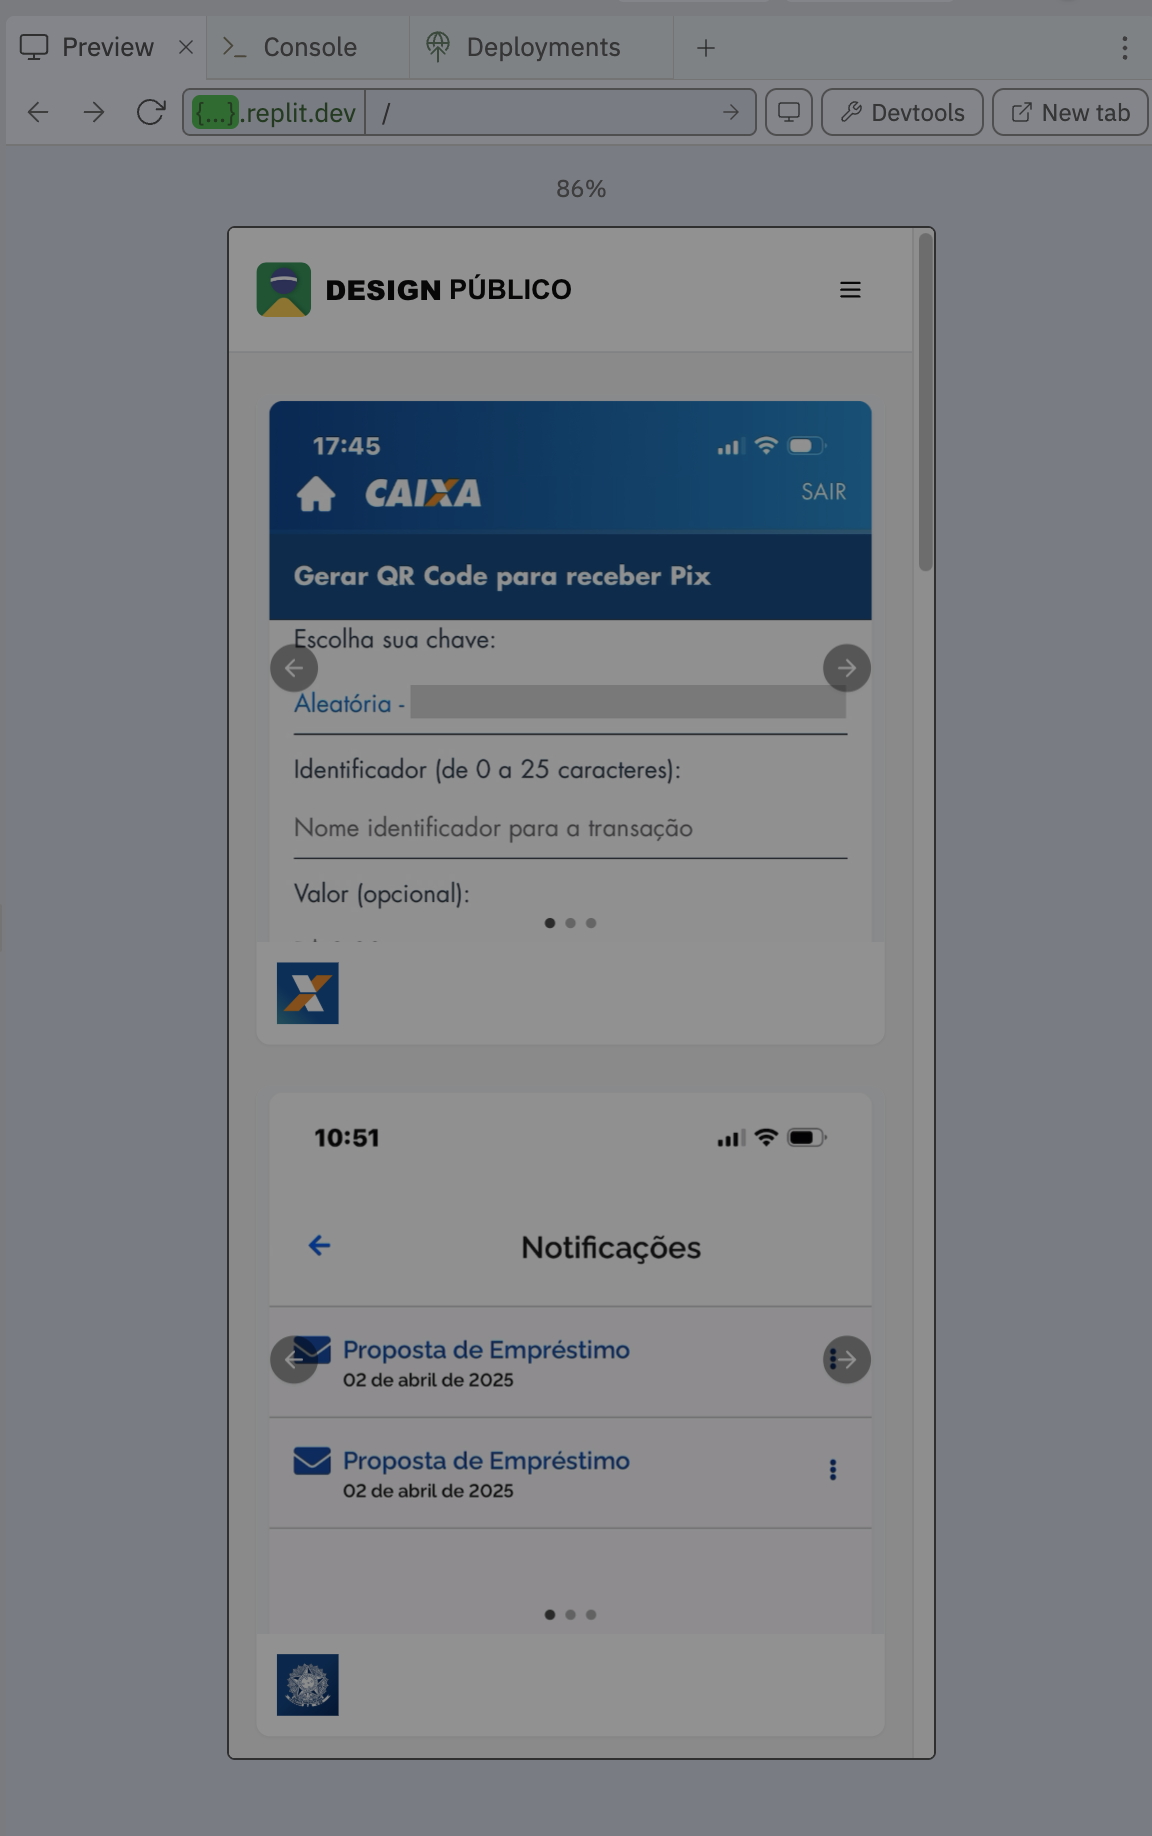 Preview
Console
Deployments
{...}.replit.dev
/
Devtools
New tab
86%
DESIGN PÚBLICO
17:45
CAIXA
SAIR
Gerar QR Code para receber Pix
Escolha sua chave:
Aleatória -
Identificador (de 0 a 25 caracteres):
Nome identificador para a transação
Valor (opcional):
10:51
Notificações
Proposta de Empréstimo
02 de abril de 2025
Proposta de Empréstimo
02 de abril de 2025